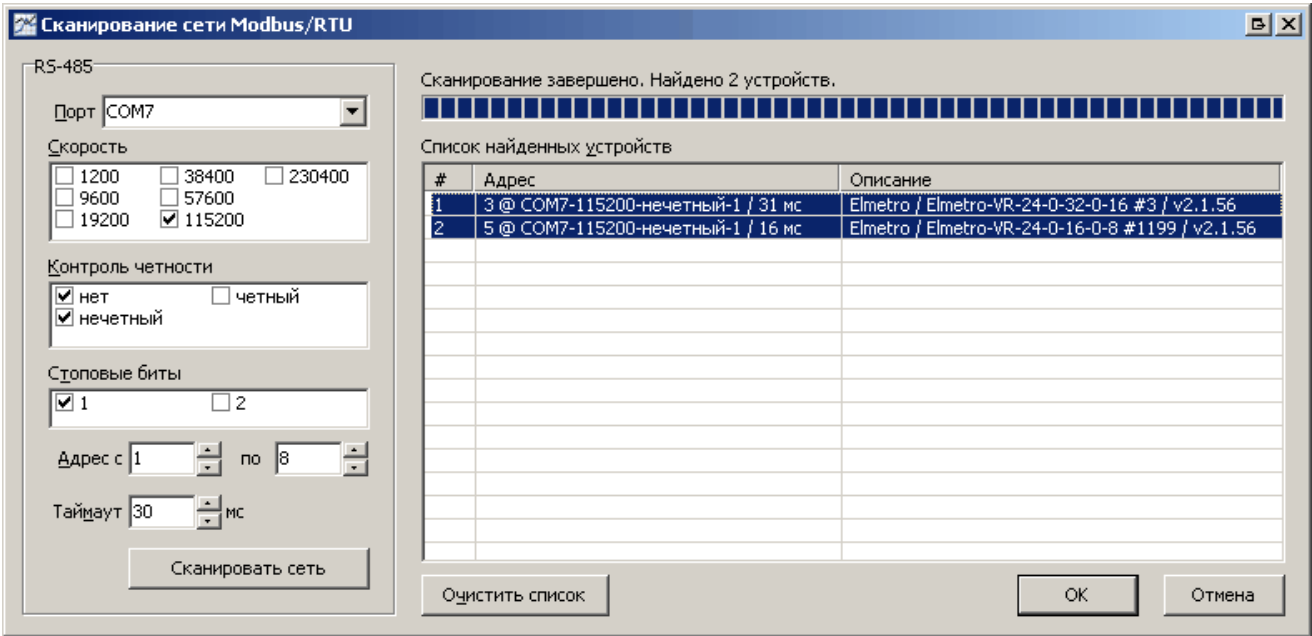 Сканирование сети Modbus/RTU
RS-485
Порт COM7
Скорость
1200 38400 230400
9600 57600
19200 115200
Контроль четности
нет четный
нечетный
Стоповые биты
1 2
Адрес с 1 по 8
Таймаут 30 мс
Сканировать сеть
Сканирование завершено. Найдено 2 устройств.
Список найденных устройств
# Адрес Описание
1 3 @ COM7-115200-нечетный-1 / 31 мс Elmetro / Elmetro-VR-24-0-32-0-16 #3 / v2.1.56
2 5 @ COM7-115200-нечетный-1 / 16 мс Elmetro / Elmetro-VR-24-0-16-0-8 #1199 / v2.1.56
Очистить список OK Отмена